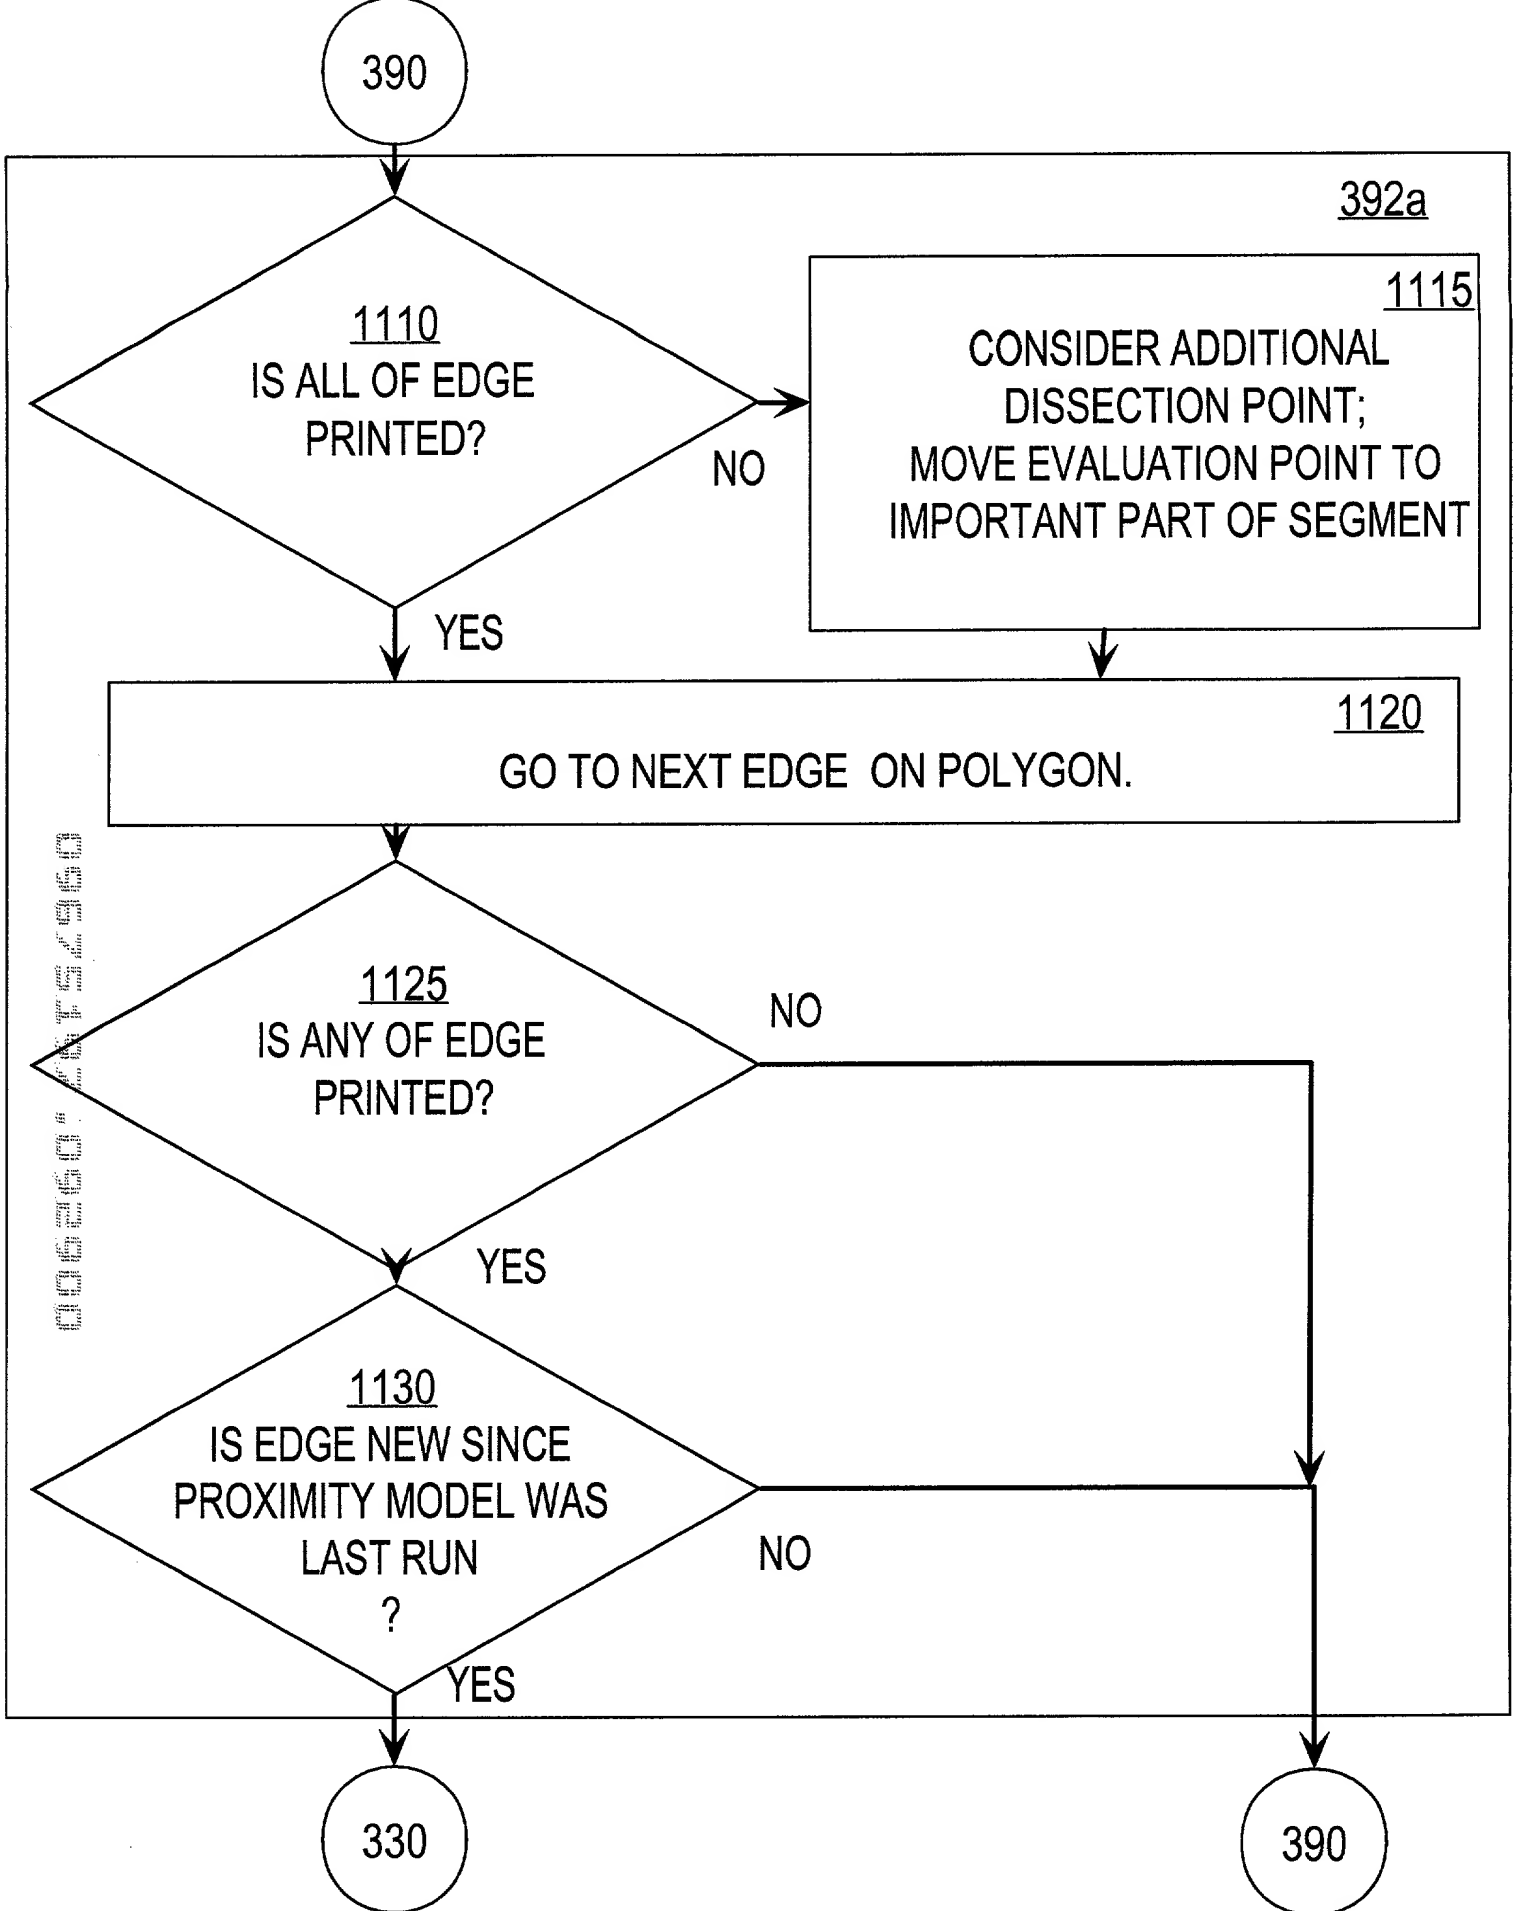 390
392a
1110
IS ALL OF EDGE
PRINTED?
NO
YES
1115
CONSIDER ADDITIONAL
DISSECTION POINT;
MOVE EVALUATION POINT TO
IMPORTANT PART OF SEGMENT
1120
GO TO NEXT EDGE ON POLYGON.
1125
IS ANY OF EDGE
PRINTED?
NO
YES
1130
IS EDGE NEW SINCE
PROXIMITY MODEL WAS
LAST RUN
?
NO
YES
330
390